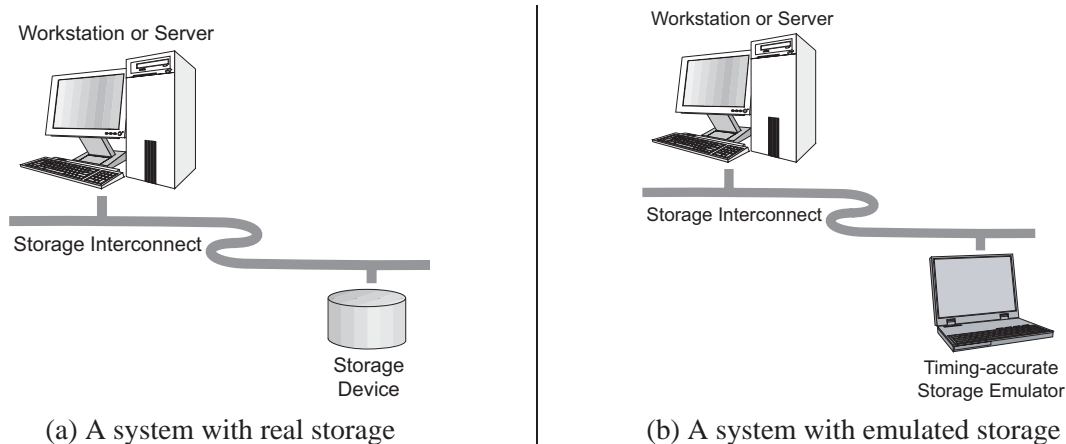 Workstation or Server
Storage Interconnect
Storage
Device
(a) A system with real storage
Workstation or Server
Storage Interconnect
Timing-accurate
Storage Emulator
(b) A system with emulated storage